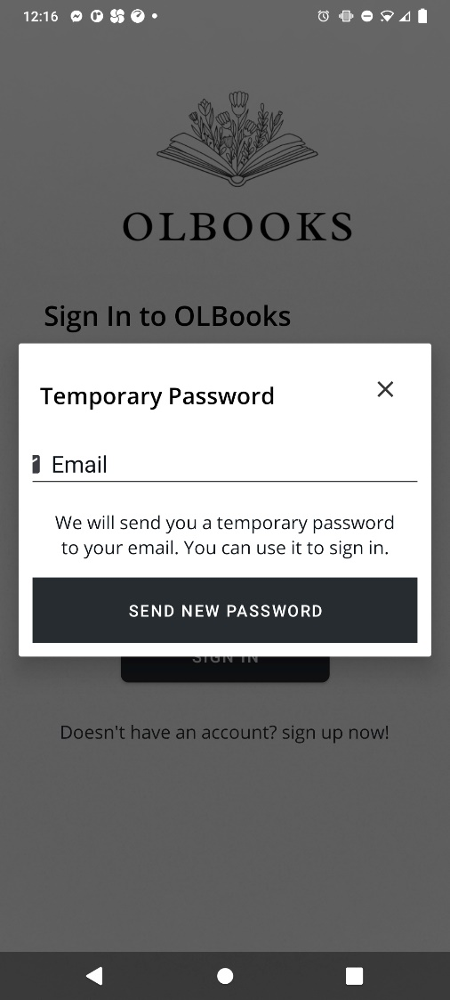 12:16
OLBOOKS
Sign In to OLBooks
Temporary Password
Email
We will send you a temporary password
to your email. You can use it to sign in.
SEND NEW PASSWORD
SIGN IN
Doesn't have an account? sign up now!